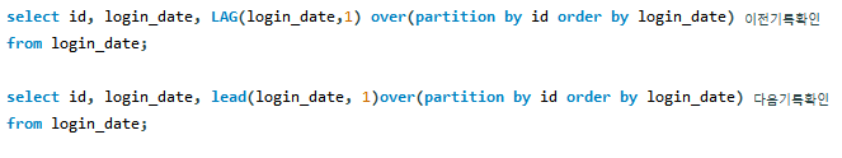 select id, login_date, LAG(login_date,1) over(partition by id order by login_date) 이전기록확인
from login_date;
select id, login_date, lead(login_date, 1)over(partition by id order by login_date) 다음기록확인
from login_date;